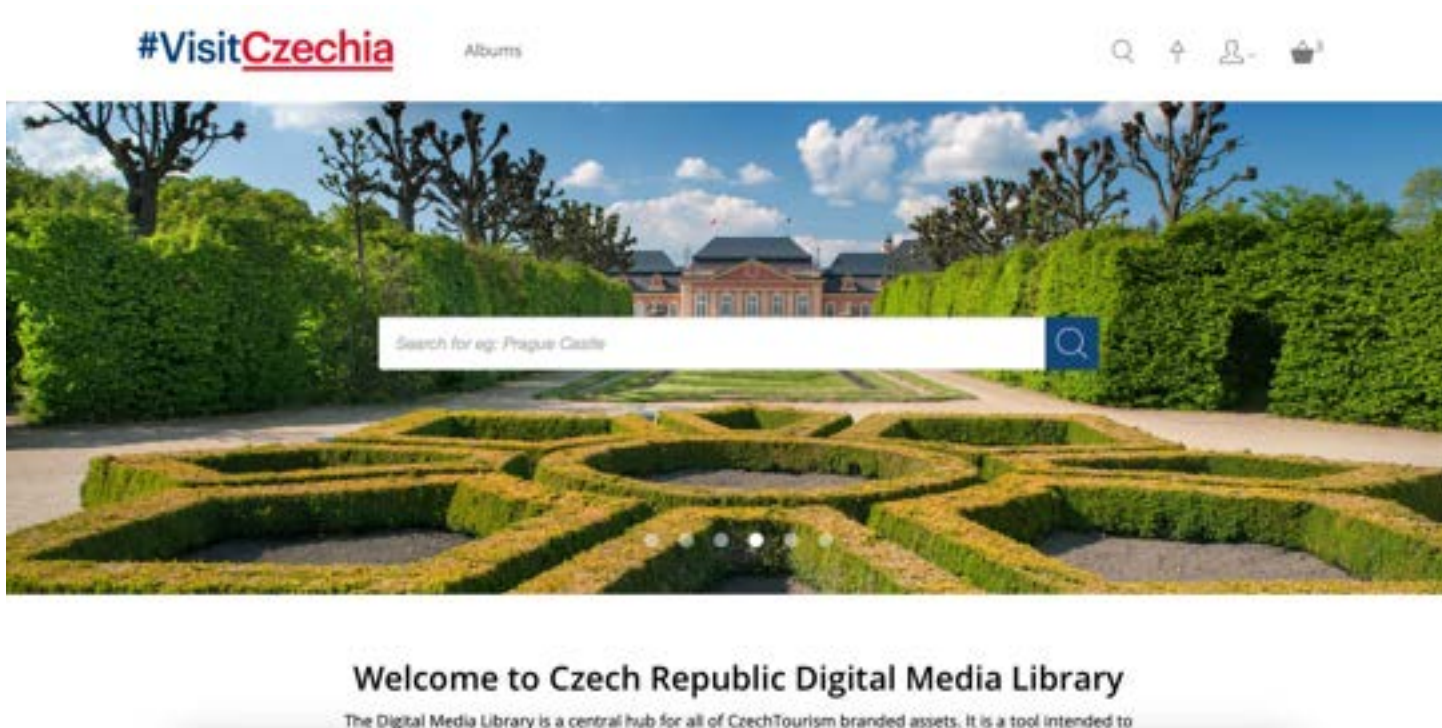 #VisitCzechia
Albums
3
Search for eg: Prague Castle
Welcome to Czech Republic Digital Media Library
The Digital Media Library is a central hub for all of CzechTourism branded assets. It is a tool intended to